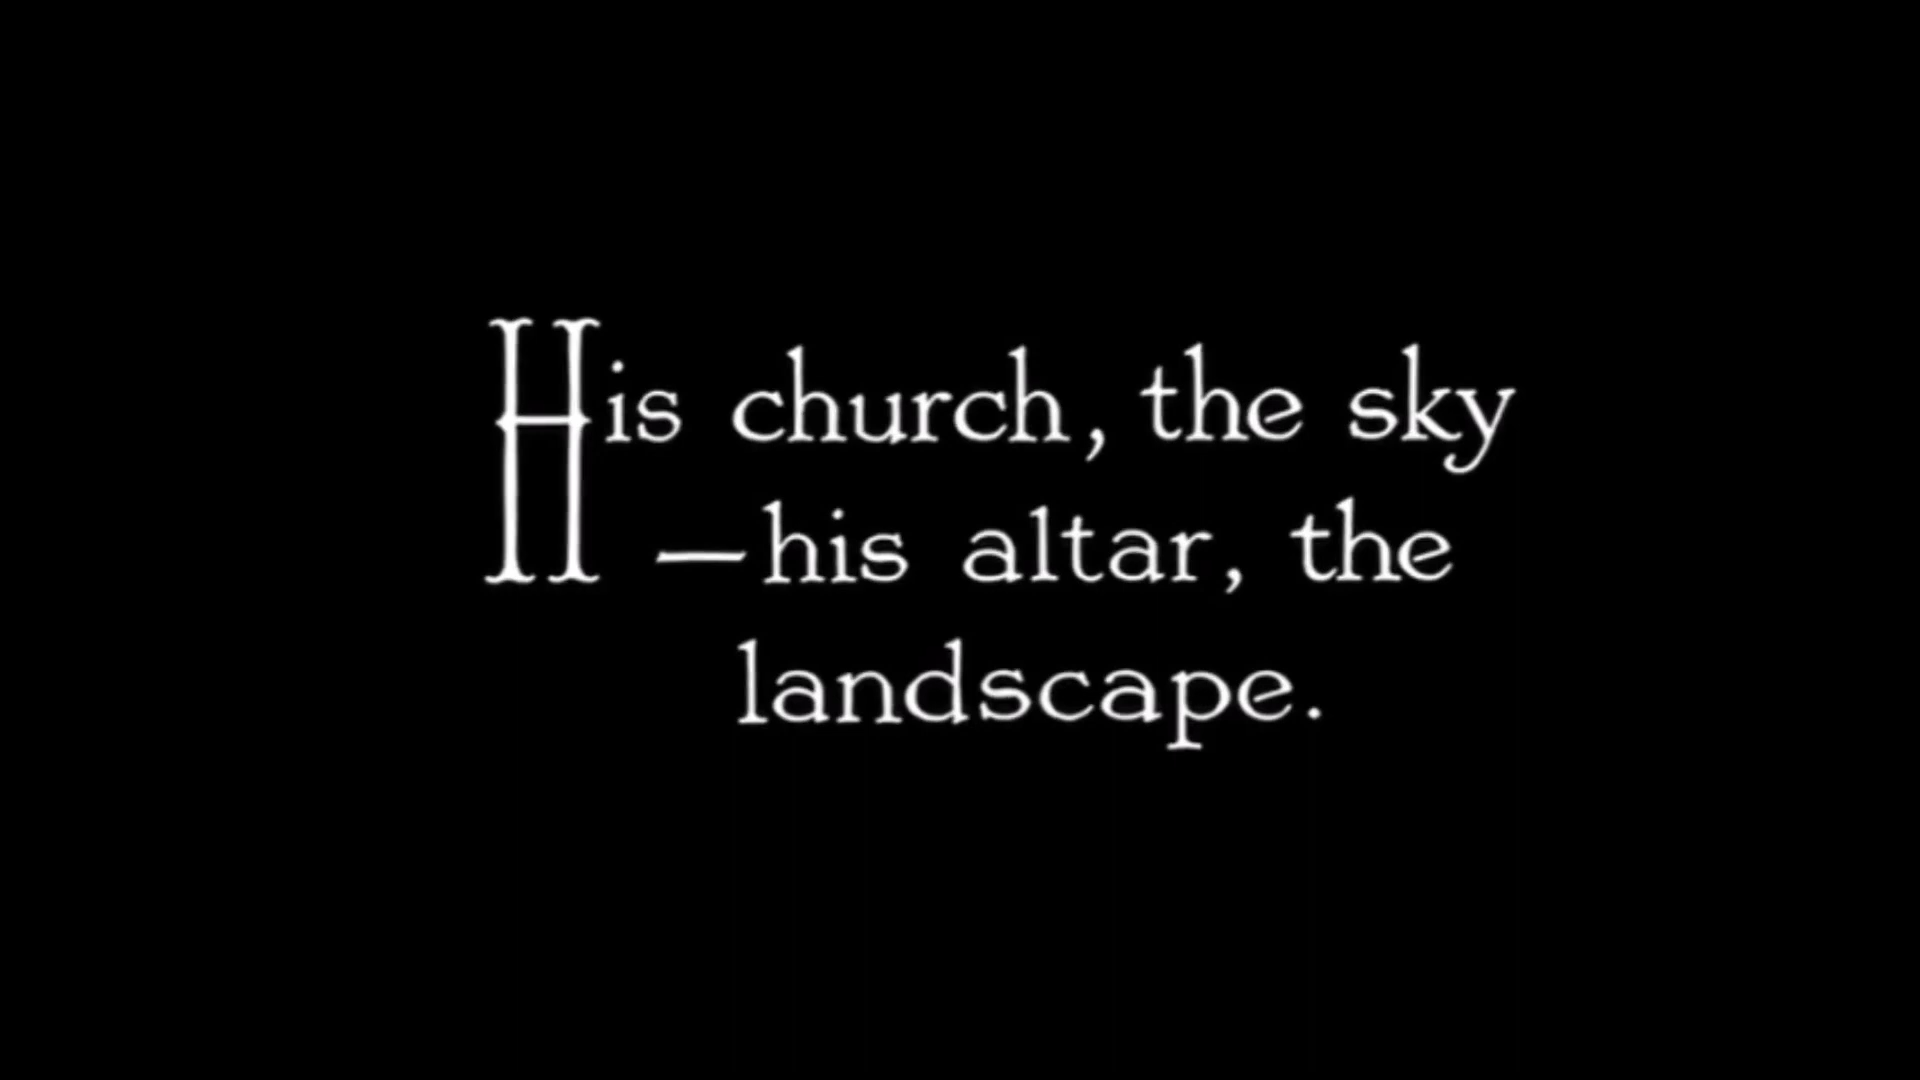 His church, the sky
—his altar, the
landscape.